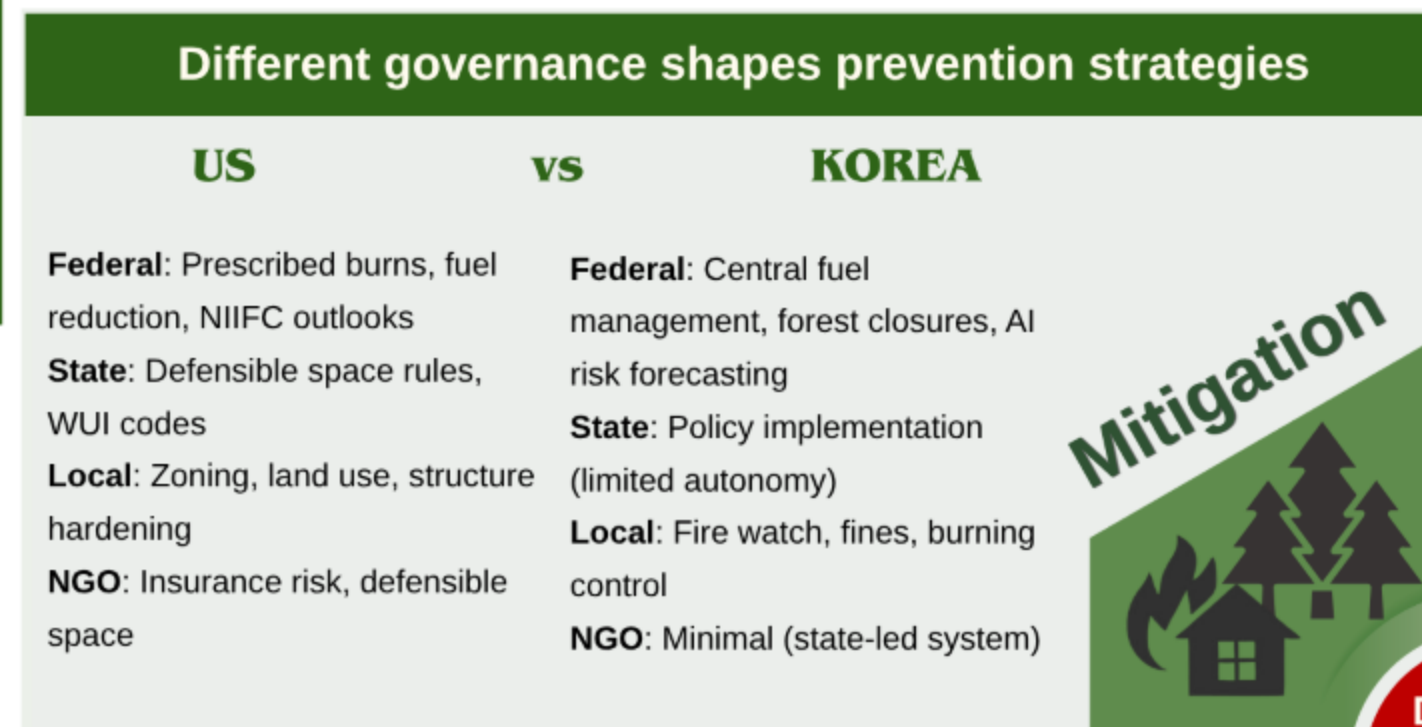 Different governance shapes prevention strategies
US vs KOREA
Federal: Prescribed burns, fuel
reduction, NIIFC outlooks
State: Defensible space rules,
WUI codes
Local: Zoning, land use, structure
hardening
NGO: Insurance risk, defensible
space
Federal: Central fuel
management, forest closures, AI
risk forecasting
State: Policy implementation
(limited autonomy)
Local: Fire watch, fines, burning
control
NGO: Minimal (state-led system)
Mitigation